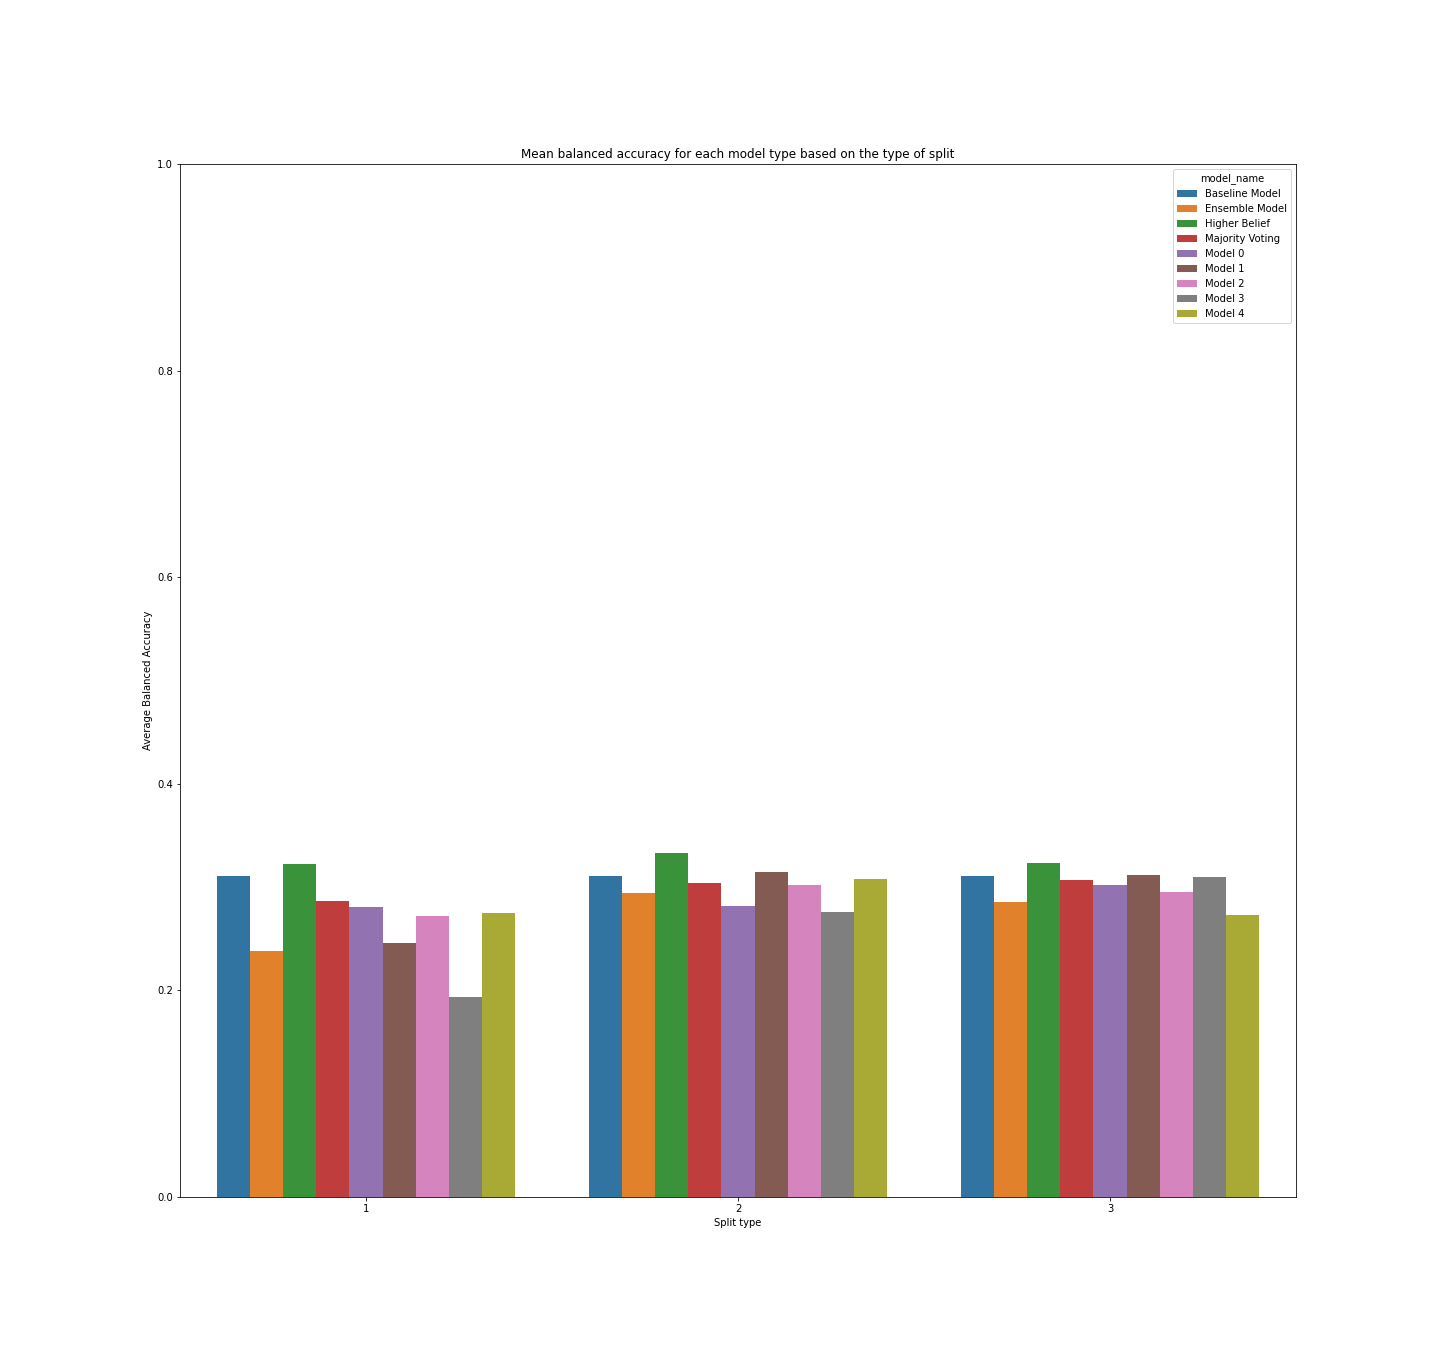 Mean balanced accuracy for each model type based on the type of split
1.0
0.8
0.6
0.4
0.2
0.0
Average Balanced Accuracy
model_name
Baseline Model
Ensemble Model
Higher Belief
Majority Voting
Model 0
Model 1
Model 2
Model 3
Model 4
1
2
3
Split type